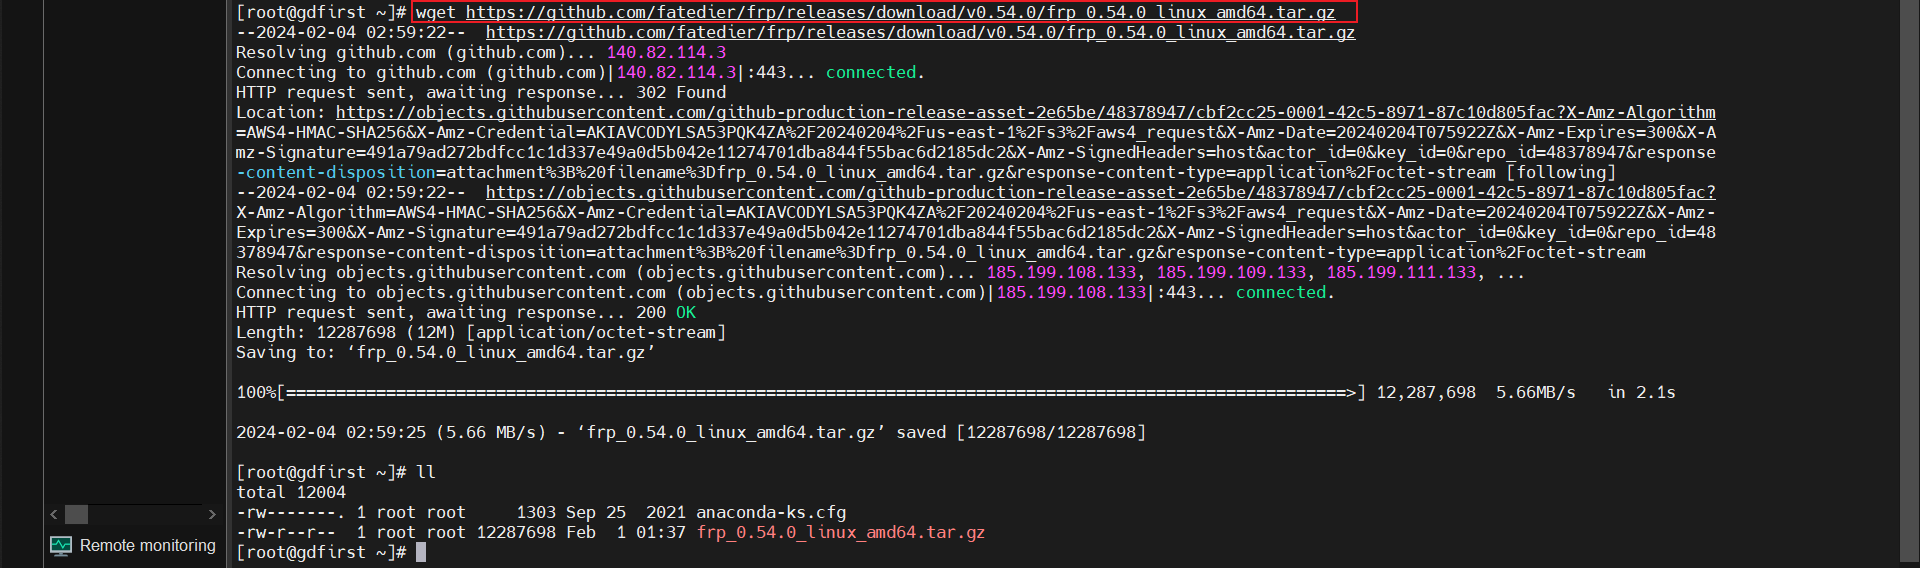 [root@gdfirst ~]# wget https://github.com/fatedier/frp/releases/download/v0.54.0/frp_0.54.0_linux_amd64.tar.gz
--2024-02-04 02:59:22--  https://github.com/fatedier/frp/releases/download/v0.54.0/frp_0.54.0_linux_amd64.tar.gz
Resolving github.com (github.com)... 140.82.114.3
Connecting to github.com (github.com)|140.82.114.3|:443... connected.
HTTP request sent, awaiting response... 302 Found
Location: https://objects.githubusercontent.com/github-production-release-asset-2e65be/48378947/cbf2cc25-0001-42c5-8971-87c10d805fac?X-Amz-Algorithm
=AWS4-HMAC-SHA256&X-Amz-Credential=AKIAVCODYLSA53PQK4ZA%2F20240204%2Fus-east-1%2Fs3%2Faws4_request&X-Amz-Date=20240204T075922Z&X-Amz-Expires=300&X-A
mz-Signature=491a79ad272bdfcc1c1d337e49a0d5b042e11274701dba844f55bac6d2185dc2&X-Amz-SignedHeaders=host&actor_id=0&key_id=0&repo_id=48378947&response
-content-disposition=attachment%3B%20filename%3Dfrp_0.54.0_linux_amd64.tar.gz&response-content-type=application%2Foctet-stream [following]
--2024-02-04 02:59:22--  https://objects.githubusercontent.com/github-production-release-asset-2e65be/48378947/cbf2cc25-0001-42c5-8971-87c10d805fac?
X-Amz-Algorithm=AWS4-HMAC-SHA256&X-Amz-Credential=AKIAVCODYLSA53PQK4ZA%2F20240204%2Fus-east-1%2Fs3%2Faws4_request&X-Amz-Date=20240204T075922Z&X-Amz-
Expires=300&X-Amz-Signature=491a79ad272bdfcc1c1d337e49a0d5b042e11274701dba844f55bac6d2185dc2&X-Amz-SignedHeaders=host&actor_id=0&key_id=0&repo_id=48
378947&response-content-disposition=attachment%3B%20filename%3Dfrp_0.54.0_linux_amd64.tar.gz&response-content-type=application%2Foctet-stream
Resolving objects.githubusercontent.com (objects.githubusercontent.com)... 185.199.108.133, 185.199.109.133, 185.199.111.133, ...
Connecting to objects.githubusercontent.com (objects.githubusercontent.com)|185.199.108.133|:443... connected.
HTTP request sent, awaiting response... 200 OK
Length: 12287698 (12M) [application/octet-stream]
Saving to: ‘frp_0.54.0_linux_amd64.tar.gz’
100%[==========================================================================================================>] 12,287,698  5.66MB/s   in 2.1s
2024-02-04 02:59:25 (5.66 MB/s) - ‘frp_0.54.0_linux_amd64.tar.gz’ saved [12287698/12287698]
[root@gdfirst ~]# ll
total 12004
-rw-------. 1 root root     1303 Sep 25  2021 anaconda-ks.cfg
-rw-r--r--  1 root root 12287698 Feb  1 01:37 frp_0.54.0_linux_amd64.tar.gz
[root@gdfirst ~]#
Remote monitoring